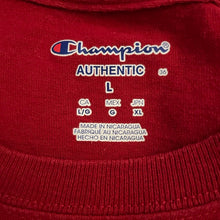 Champion
AUTHENTIC
L
CA MEX JPN
L/G G XL
MADE IN NICARAGUA
FABRIQUÉ AU NICARAGUA
HECHO EN NICARAGUA